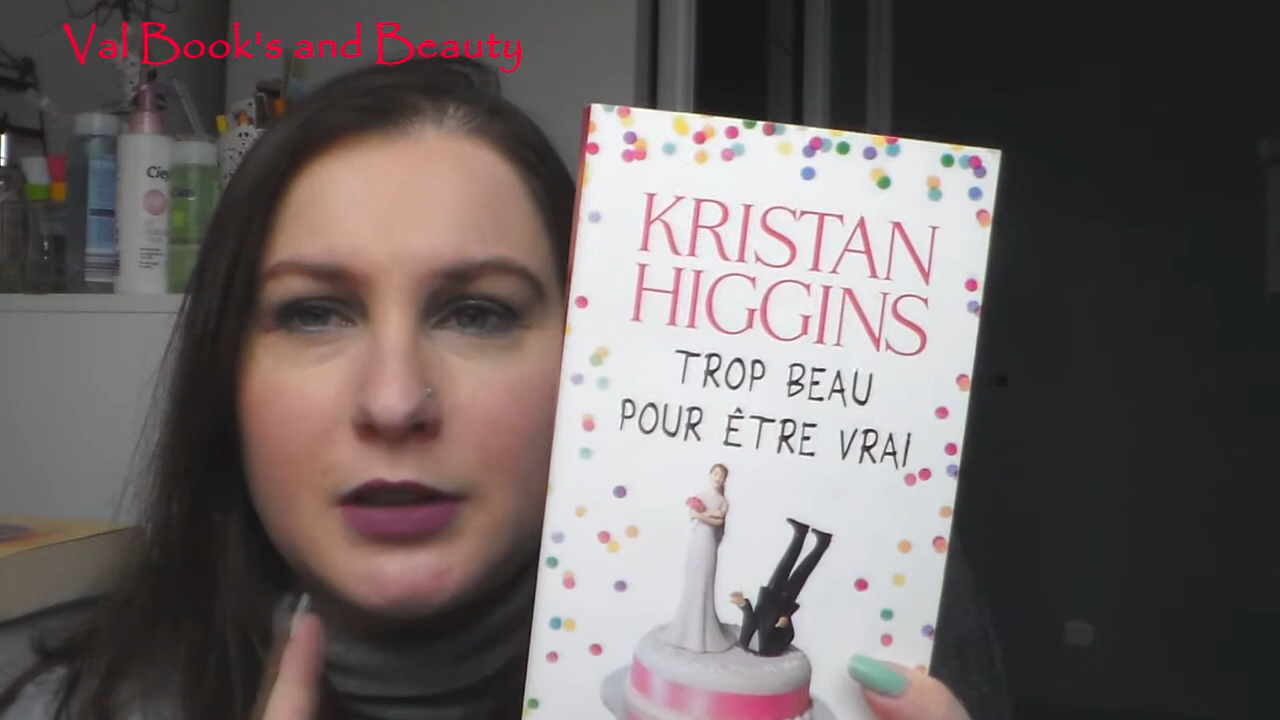 Val Book's and Beauty
KRISTAN
HIGGINS
TROP BEAU
POUR ÊTRE VRAI